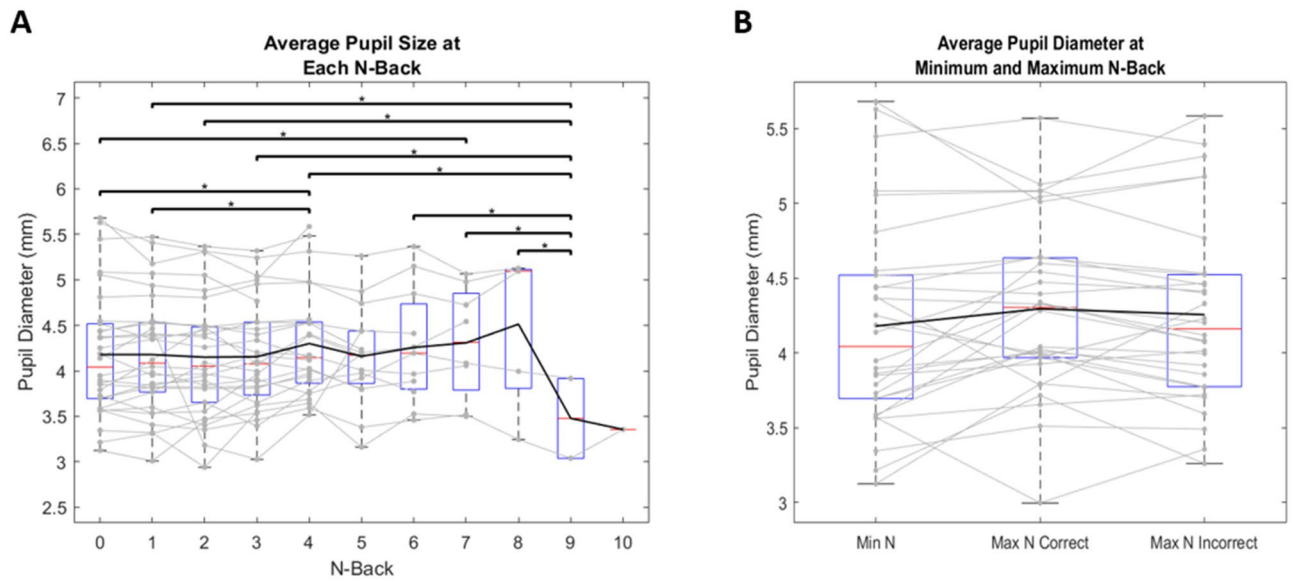 A
Average Pupil Size at
Each N-Back
Pupil Diameter (mm)
7
6.5
6
5.5
5
4.5
4
3.5
3
2.5
* * * * * * * * * *
0 1 2 3 4 5 6 7 8 9 10
N-Back
B
Average Pupil Diameter at
Minimum and Maximum N-Back
Pupil Diameter (mm)
5.5
5
4.5
4
3.5
3
Min N Max N Correct Max N Incorrect